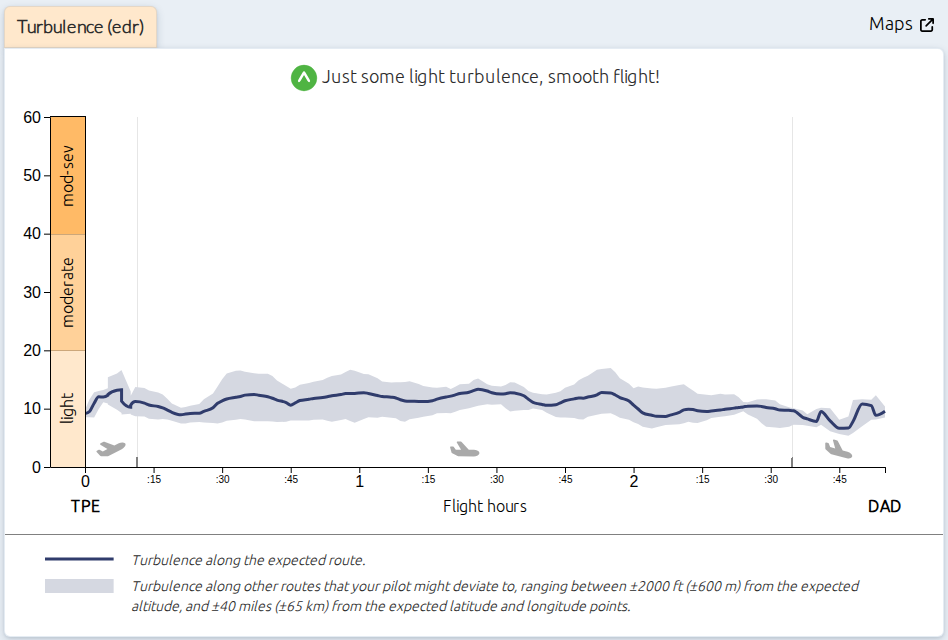 Turbulence (edr)
Maps
Just some light turbulence, smooth flight!
60
50
40
30
20
10
0
mod-sev
moderate
light
0 :15 :30 :45 1 :15 :30 :45 2 :15 :30 :45
TPE Flight hours DAD
Turbulence along the expected route.
Turbulence along other routes that your pilot might deviate to, ranging between ±2000 ft (±600 m) from the expected
altitude, and ±40 miles (±65 km) from the expected latitude and longitude points.